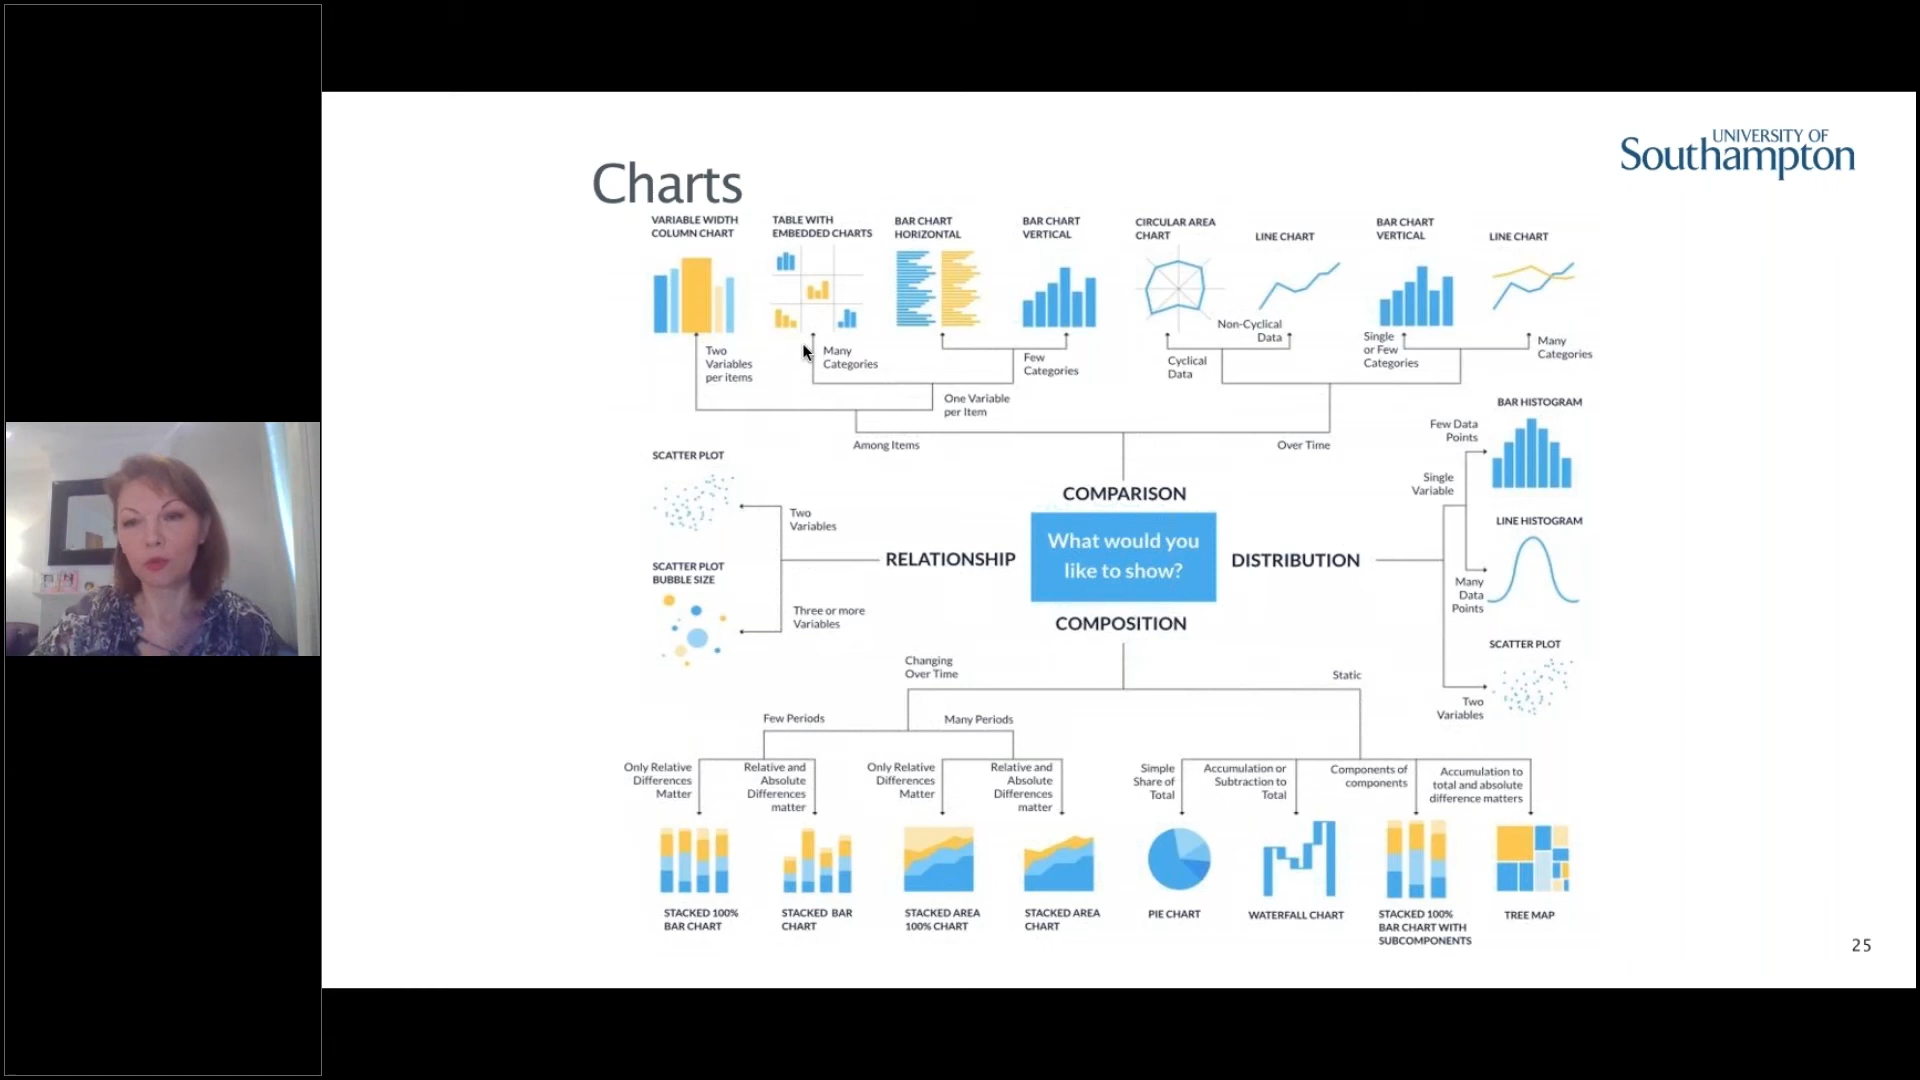 UNIVERSITY OF
Southampton
Charts
VARIABLE WIDTH
COLUMN CHART
TABLE WITH
EMBEDDED CHARTS
BAR CHART
HORIZONTAL
BAR CHART
VERTICAL
CIRCULAR AREA
CHART
LINE CHART
BAR CHART
VERTICAL
LINE CHART
Two
Variables
per items
Many
Categories
Few
Categories
Cyclical
Data
Non-Cyclical
Data
Single
or Few
Categories
Many
Categories
One Variable
per Item
Among Items
Over Time
COMPARISON
What would you
like to show?
RELATIONSHIP
DISTRIBUTION
COMPOSITION
SCATTER PLOT
Two
Variables
SCATTER PLOT
BUBBLE SIZE
Three or more
Variables
BAR HISTOGRAM
Few Data
Points
Single
Variable
LINE HISTOGRAM
Many
Data
Points
SCATTER PLOT
Two
Variables
Changing
Over Time
Static
Few Periods
Many Periods
Only Relative
Differences
Matter
Relative and
Absolute
Differences
matter
Only Relative
Differences
Matter
Relative and
Absolute
Differences
matter
Simple
Share of
Total
Accumulation or
Subtraction to
Total
Components of
components
Accumulation to
total and absolute
difference matters
STACKED 100%
BAR CHART
STACKED BAR
CHART
STACKED AREA
100% CHART
STACKED AREA
CHART
PIE CHART
WATERFALL CHART
STACKED 100%
BAR CHART WITH
SUBCOMPONENTS
TREE MAP
25